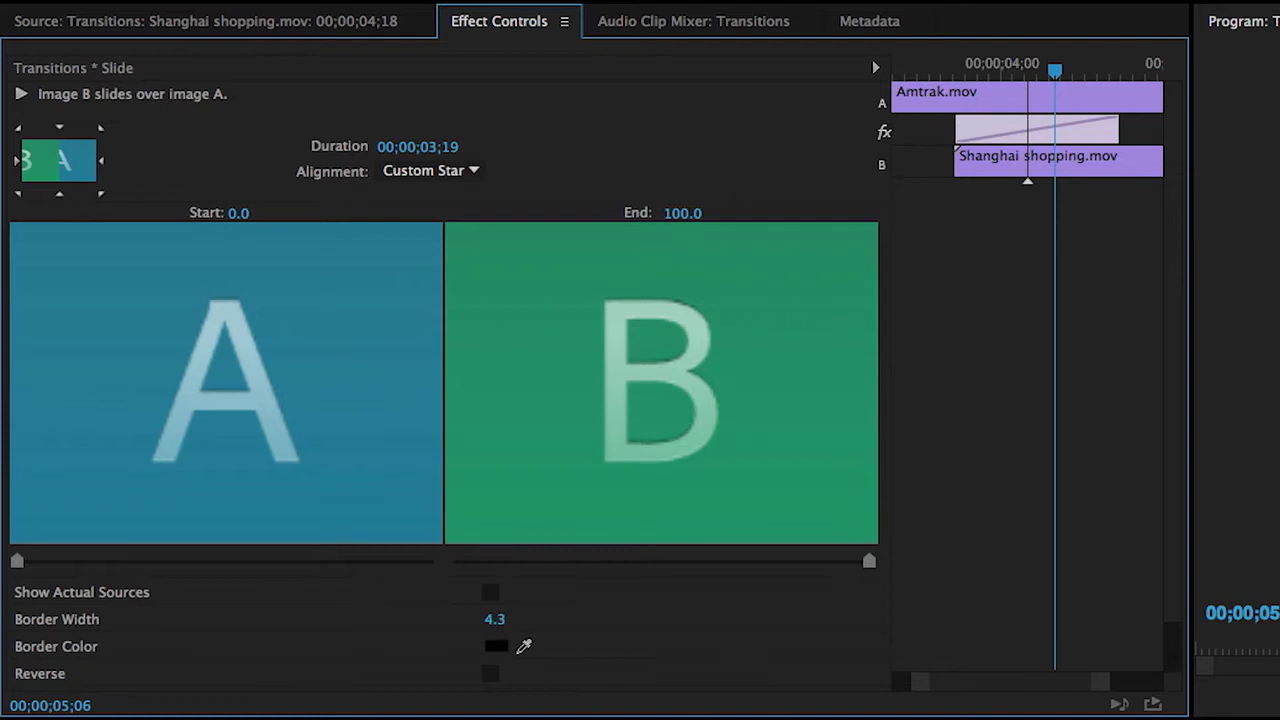 Source: Transitions: Shanghai shopping.mov: 00;00;04;18
Effect Controls
Audio Clip Mixer: Transitions
Metadata
Program: T
Transitions * Slide
00;00;04;00
00;
Image B slides over image A.
A
Amtrak.mov
fx
B A
Duration 00;00;03;19
B
Shanghai shopping.mov
Alignment: Custom Star
Start: 0.0
End: 100.0
A
B
Show Actual Sources
Border Width 4.3
00;00;05
Border Color
Reverse
00;00;05;06